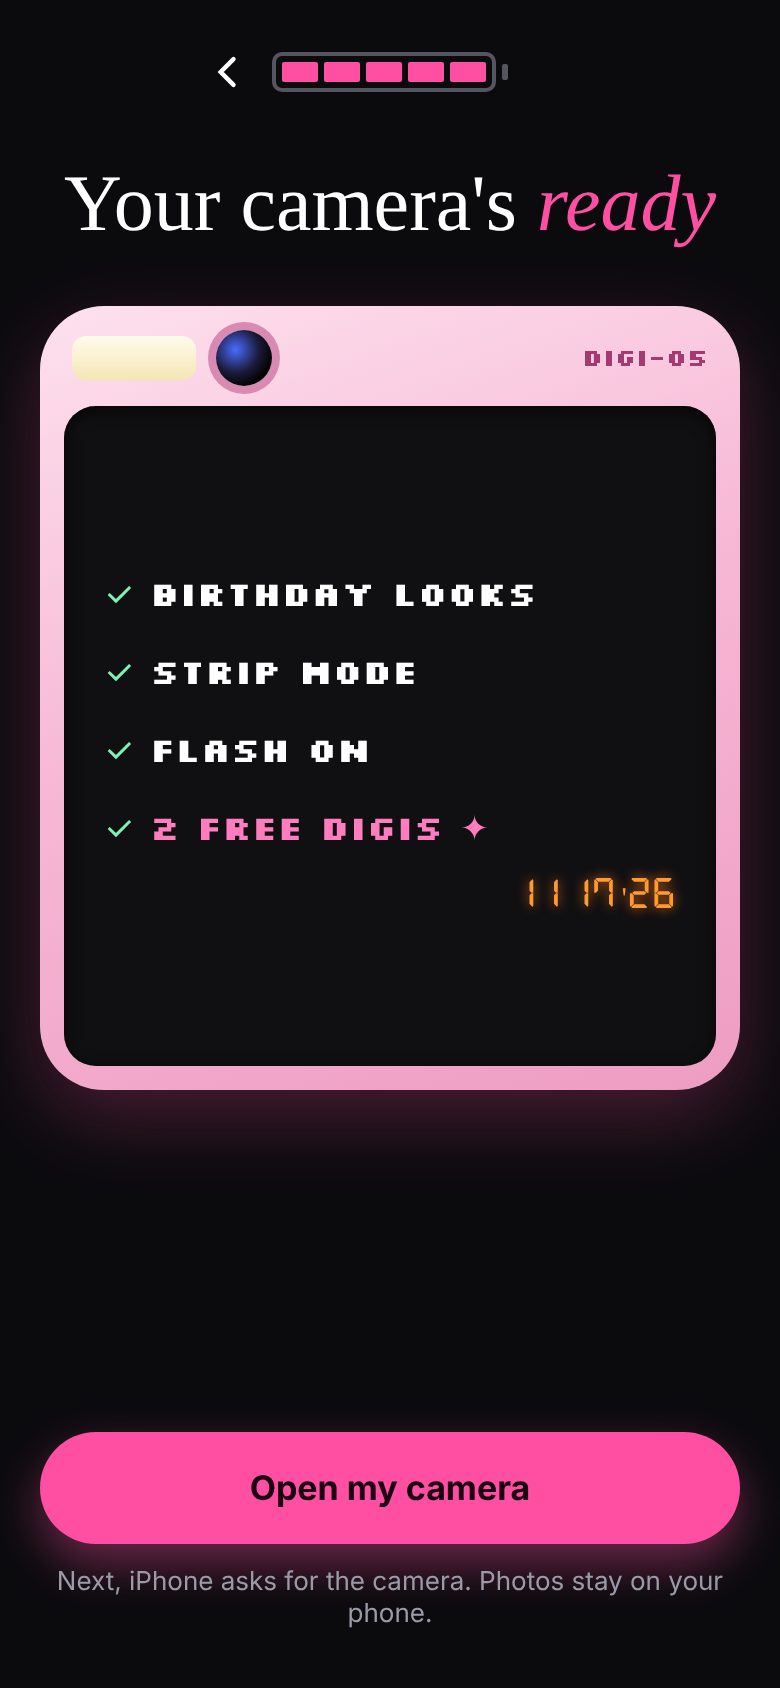 Your camera's ready
DIGI-05
BIRTHDAY LOOKS
STRIP MODE
FLASH ON
2 FREE DIGIS ✦
11 17'26
Open my camera
Next, iPhone asks for the camera. Photos stay on your
phone.